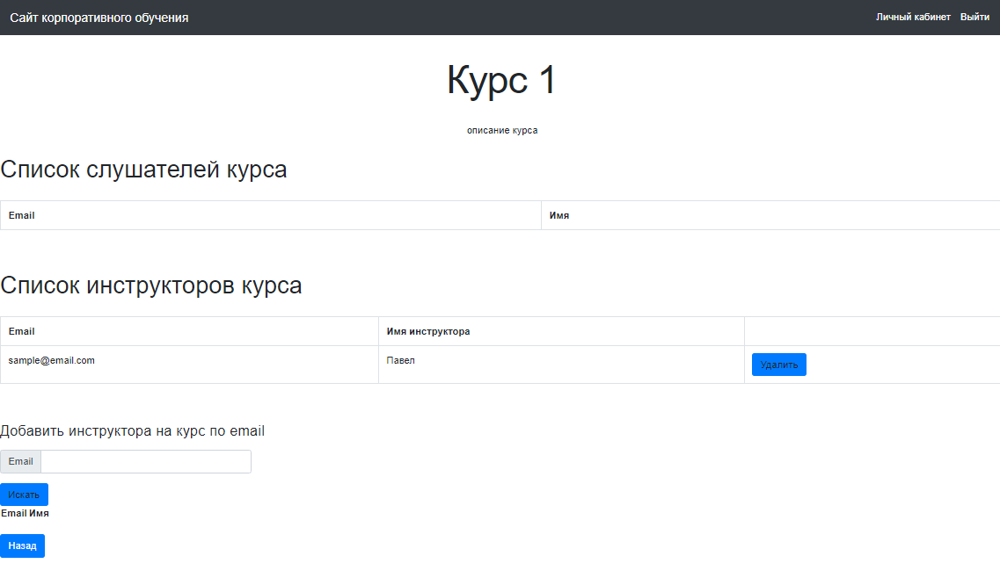 Сайт корпоративного обучения Личный кабинет Выйти
Курс 1
описание курса
Список слушателей курса
Email Имя
Список инструкторов курса
Email Имя инструктора
sample@email.com Павел Удалить
Добавить инструктора на курс по email
Email
Искать
Email Имя
Назад